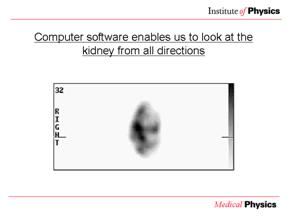 Institute of Physics
Computer software enables us to look at the
kidney from all directions
32
R
I
G
H
T
Medical Physics